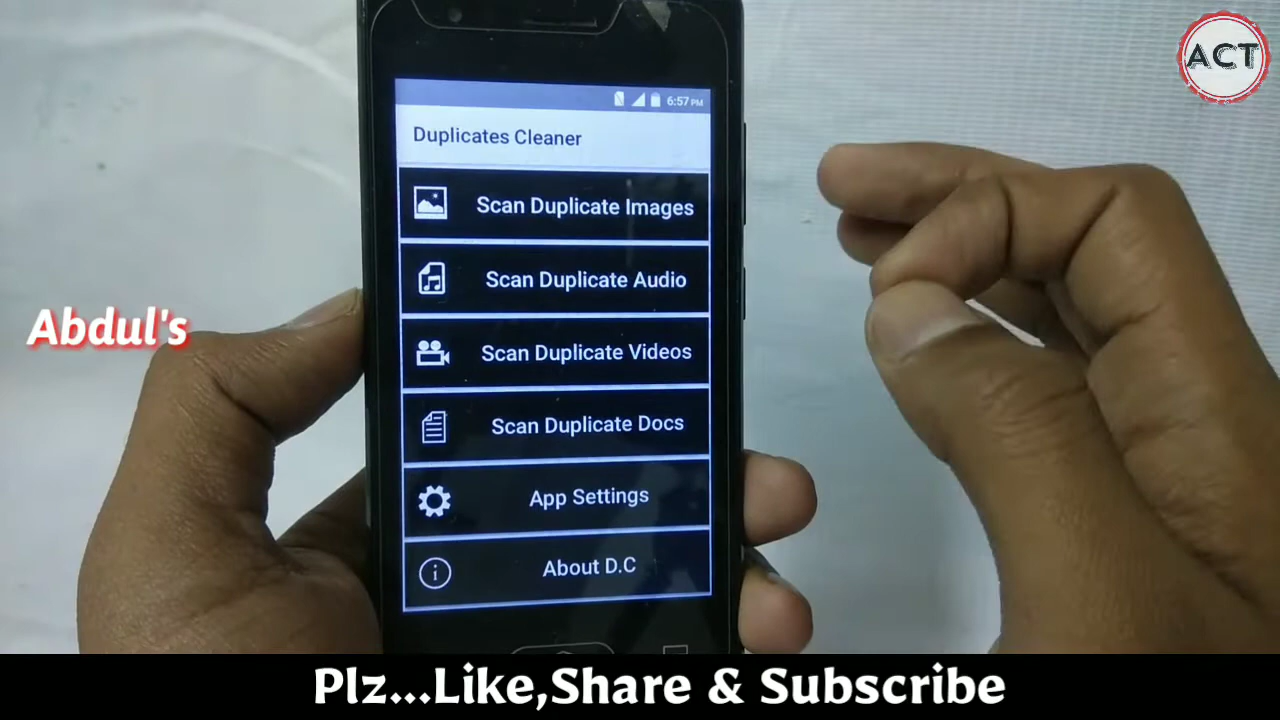 ACT
6:57 PM
Duplicates Cleaner
Scan Duplicate Images
Scan Duplicate Audio
Abdul's
Scan Duplicate Videos
Scan Duplicate Docs
App Settings
About D.C
Plz...Like,Share & Subscribe